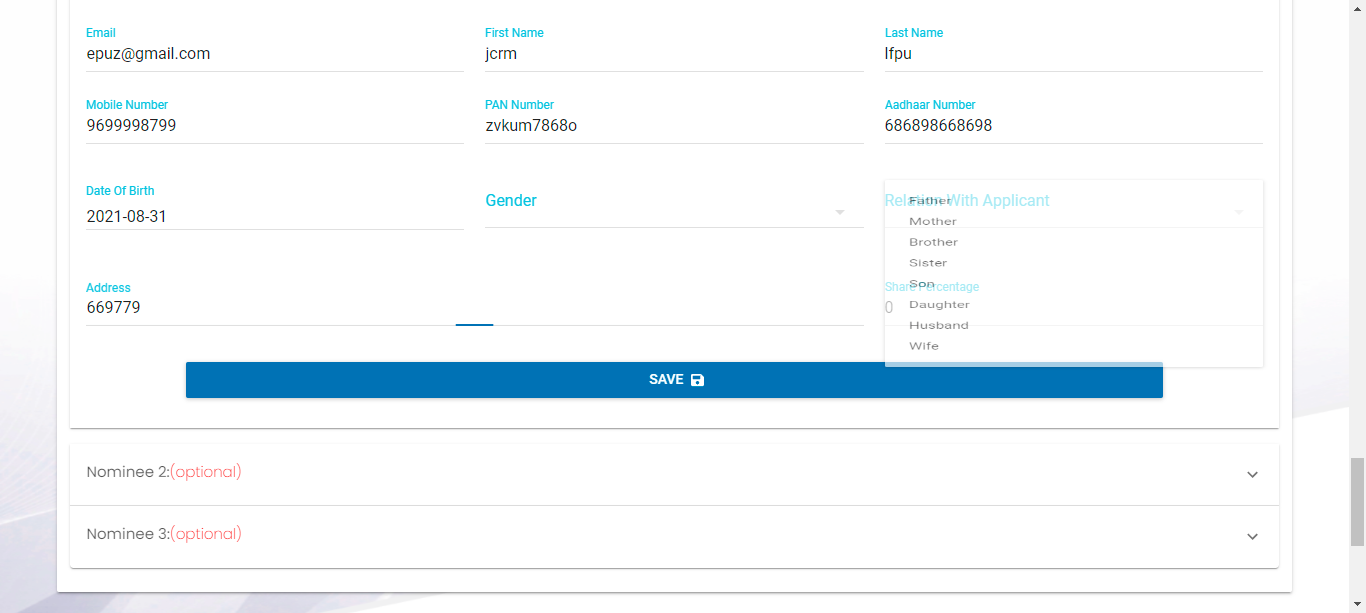 Email
epuz@gmail.com
First Name
jcrm
Last Name
lfpu
Mobile Number
9699998799
PAN Number
zvkum7868o
Aadhaar Number
686898668698
Date Of Birth
2021-08-31
Gender
Relation With Applicant
Father
Mother
Brother
Sister
Son
Daughter
Husband
Wife
Address
669779
Share Percentage
0
SAVE
Nominee 2:(optional)
Nominee 3:(optional)